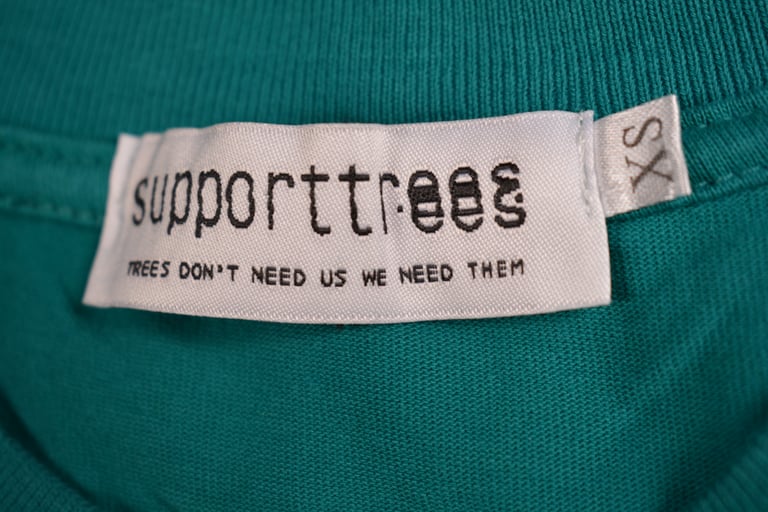 supporttrees
TREES DON'T NEED US WE NEED THEM
XS